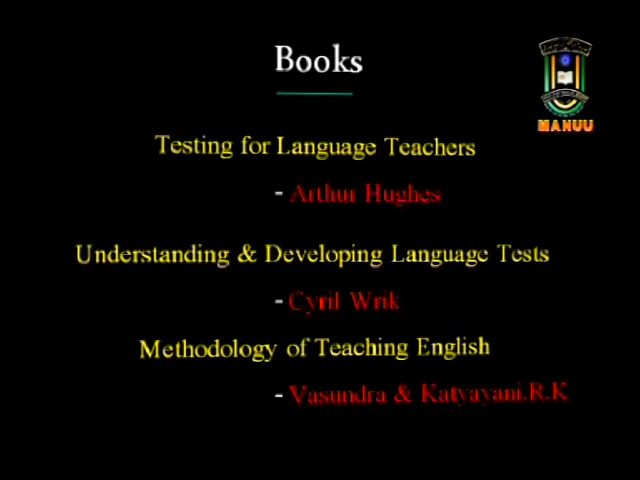 Books
MANUU
Testing for Language Teachers
- Arthur Hughes
Understanding & Developing Language Tests
- Cyril Wrik
Methodology of Teaching English
- Vasundra & Katyayani.R.K